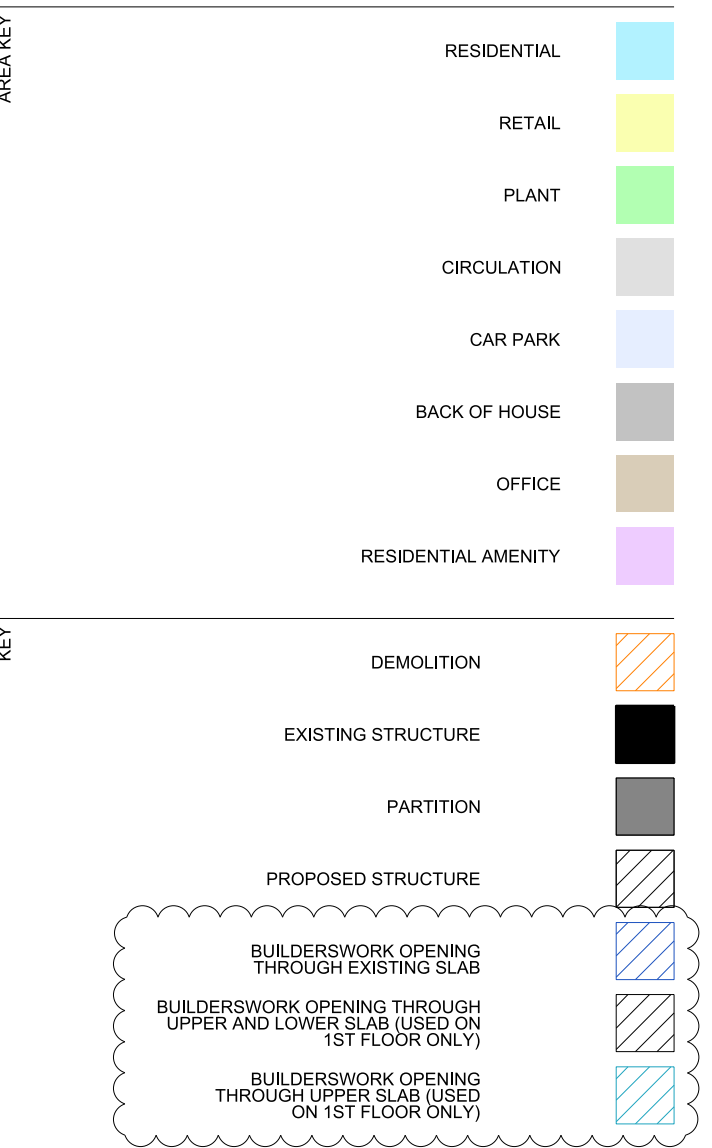 AREA KEY
RESIDENTIAL
RETAIL
PLANT
CIRCULATION
CAR PARK
BACK OF HOUSE
OFFICE
RESIDENTIAL AMENITY
KEY
DEMOLITION
EXISTING STRUCTURE
PARTITION
PROPOSED STRUCTURE
BUILDERSWORK OPENING
THROUGH EXISTING SLAB
BUILDERSWORK OPENING THROUGH
UPPER AND LOWER SLAB (USED ON
1ST FLOOR ONLY)
BUILDERSWORK OPENING
THROUGH UPPER SLAB (USED
ON 1ST FLOOR ONLY)